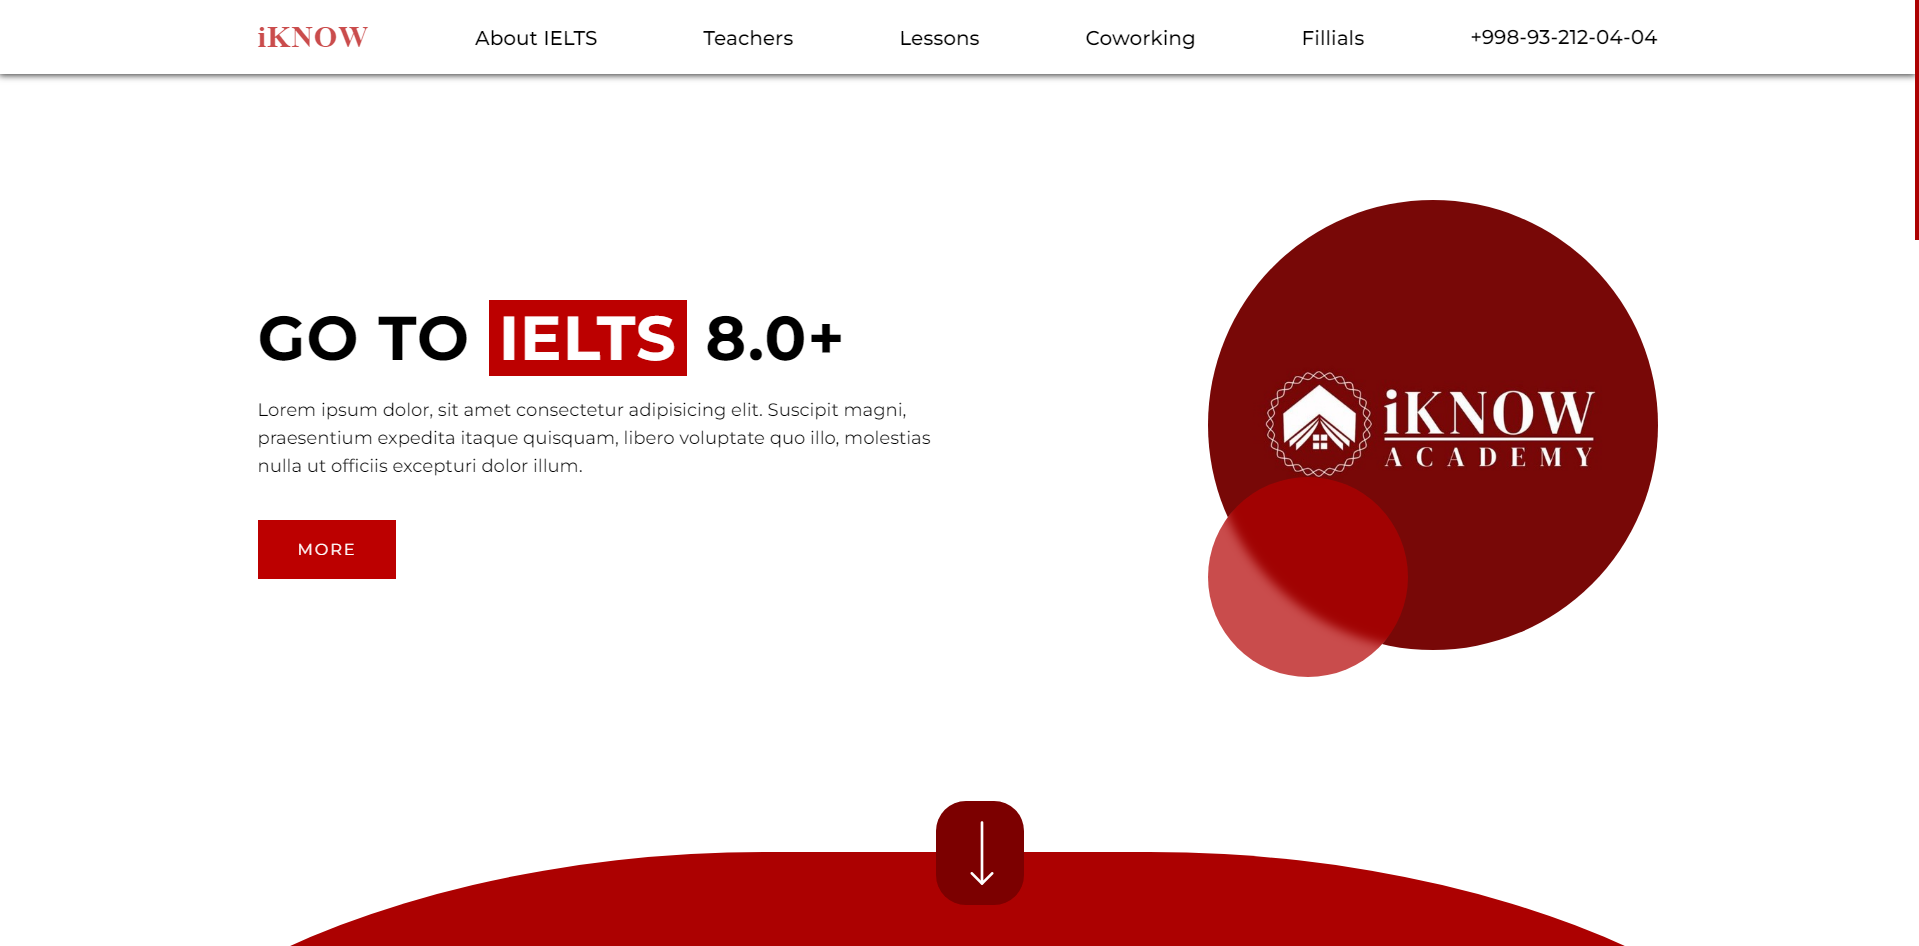 iKNOW
About IELTS
Teachers
Lessons
Coworking
Fillials
+998-93-212-04-04
GO TO IELTS 8.0+
Lorem ipsum dolor, sit amet consectetur adipisicing elit. Suscipit magni,
praesentium expedita itaque quisquam, libero voluptate quo illo, molestias
nulla ut officiis excepturi dolor illum.
MORE
iKNOW
ACADEMY